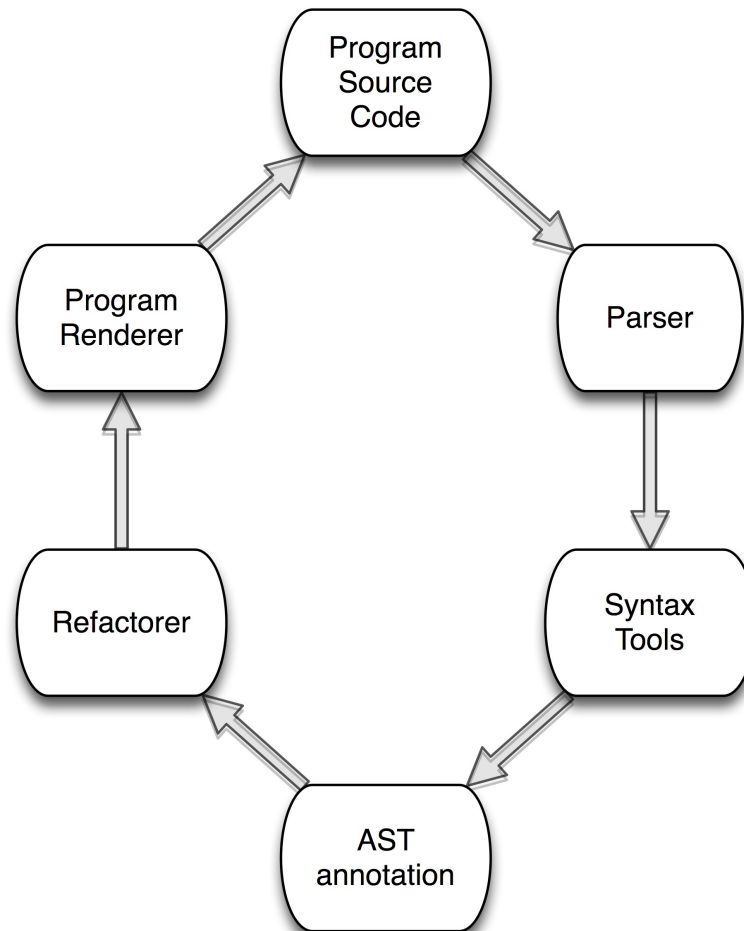 Program
Source
Code
Program
Renderer
Parser
Refactorer
Syntax
Tools
AST
annotation